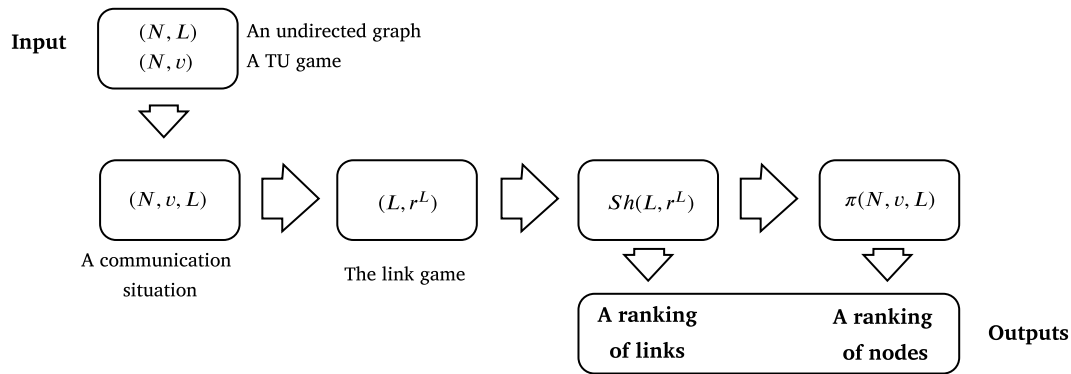 Input
(N, L)
An undirected graph
(N, v)
A TU game
(N, v, L)
(L, r^L)
Sh(L, r^L)
π(N, v, L)
A communication
situation
The link game
A ranking
of links
A ranking
of nodes
Outputs